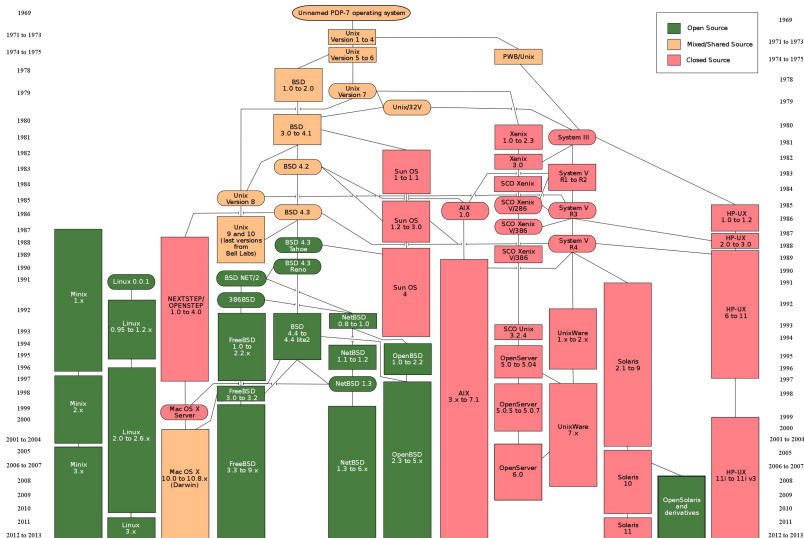 Unnamed PDP-7 operating system
Open Source
Mixed/Shared Source
Closed Source
1969
1971 to 1973
1974 to 1975
1978
1979
1980
1981
1982
1983
1984
1985
1986
1987
1988
1989
1990
1991
1992
1993
1994
1995
1996
1997
1998
1999
2000
2001 to 2004
2005
2006 to 2007
2008
2009
2010
2011
2012 to 2013
Unix
Version 1 to 4
Unix
Version 5 to 6
PWB/Unix
BSD
1.0 to 2.0
Unix
Version 7
Unix/32V
BSD
3.0 to 4.1
Xenix
1.0 to 2.3
System III
Xenix
3.0
Sun OS
1 to 1.1
BSD 4.2
SCO Xenix
System V
R1 to R2
Unix
Version 8
SCO Xenix
V/286
AIX
1.0
System V
R3
BSD 4.3
Sun OS
1.2 to 3.0
HP-UX
1.0 to 1.2
Unix
9 and 10
(last versions
from
Bell Labs)
SCO Xenix
V/386
HP-UX
2.0 to 3.0
BSD 4.3
Tahoe
System V
R4
SCO Xenix
V/386
BSD 4.3
Reno
BSD NET/2
Linux 0.0.1
Sun OS
4
Minix
1.x
NEXTSTEP/
OPENSTEP
1.0 to 4.0
386BSD
Linux
0.95 to 1.2.x
NetBSD
0.8 to 1.0
BSD
4.4 to
4.4 lite2
FreeBSD
1.0 to
2.2.x
SCO Unix
3.2.4
UnixWare
1.x to 2.x
HP-UX
6 to 11
NetBSD
1.1 to 1.2
OpenBSD
1.0 to 2.2
OpenServer
5.0 to 5.04
Solaris
2.1 to 9
NetBSD 1.3
FreeBSD
3.0 to 3.2
AIX
3.x to 7.1
Minix
2.x
Mac OS X
Server
OpenServer
5.0.5 to 5.0.7
UnixWare
7.x
Linux
2.0 to 2.6.x
Minix
3.x
Mac OS X
10.0 to 10.8.x
(Darwin)
FreeBSD
3.3 to 9.x
NetBSD
1.3 to 6.x
OpenBSD
2.3 to 5.x
OpenServer
6.0
Solaris
10
HP-UX
11i to 11i v3
OpenSolaris
and
derivatives
Linux
3.x
Solaris
11
1969
1971 to 1973
1974 to 1975
1978
1979
1980
1981
1982
1983
1984
1985
1986
1987
1988
1989
1990
1991
1992
1993
1994
1995
1996
1997
1998
1999
2000
2001 to 2004
2005
2006 to 2007
2008
2009
2010
2011
2012 to 2013